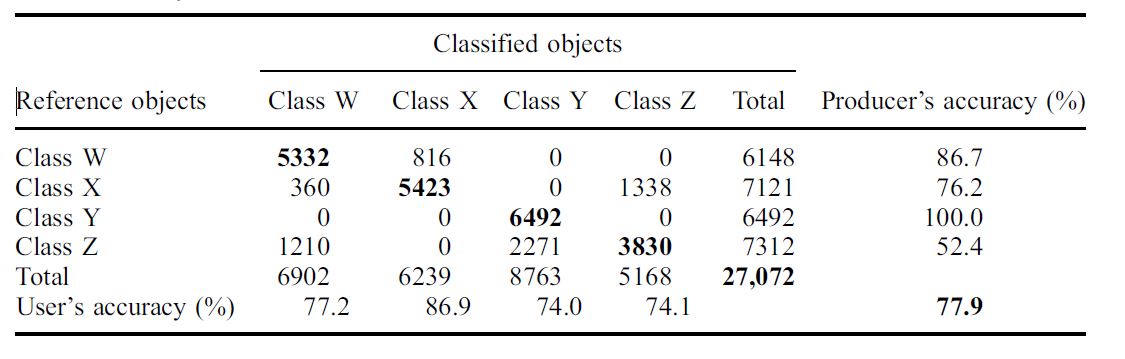 Classified objects
Reference objects Class W Class X Class Y Class Z Total Producer's accuracy (%)
Class W 5332 816 0 0 6148 86.7
Class X 360 5423 0 1338 7121 76.2
Class Y 0 0 6492 0 6492 100.0
Class Z 1210 0 2271 3830 7312 52.4
Total 6902 6239 8763 5168 27,072
User's accuracy (%) 77.2 86.9 74.0 74.1 77.9